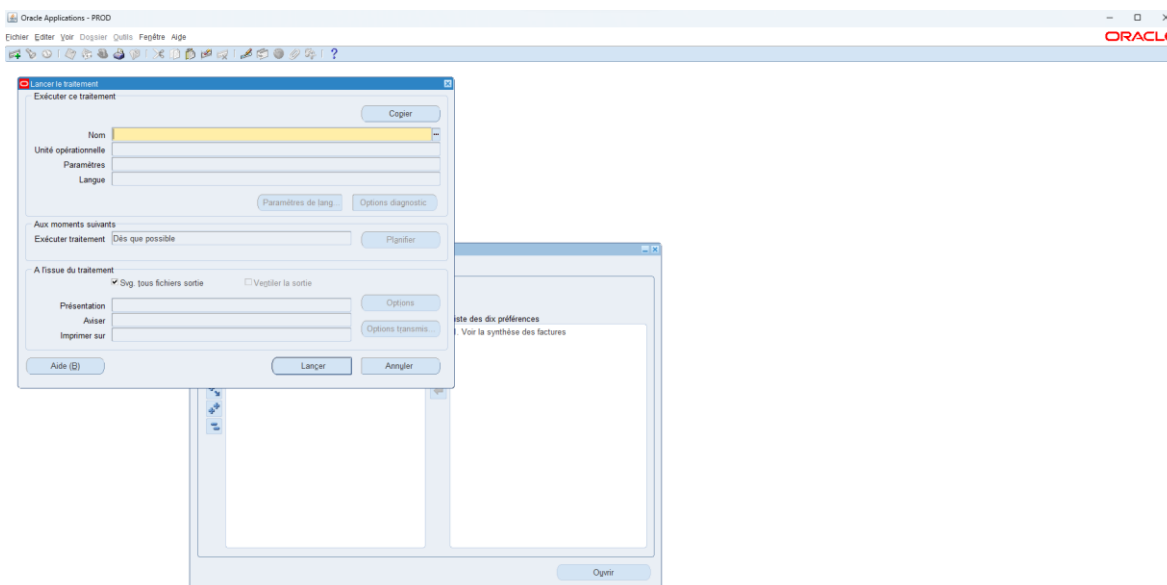 Oracle Applications - PROD
Fichier Editer Voir Dossier Outils Fenêtre Aide
ORACLE
Lancer le traitement
Exécuter ce traitement
Copier
Nom
Unité opérationnelle
Paramètres
Langue
Paramètres de lang... Options diagnostic
Aux moments suivants
Exécuter traitement Dès que possible Planifier
A l'issue du traitement
Svg. tous fichiers sortie Ventiler la sortie
Présentation Options
Aviser
Options transmis...
Imprimer sur
Aide (B) Lançer Annuler
iste des dix préférences
. Voir la synthèse des factures
Ouvrir